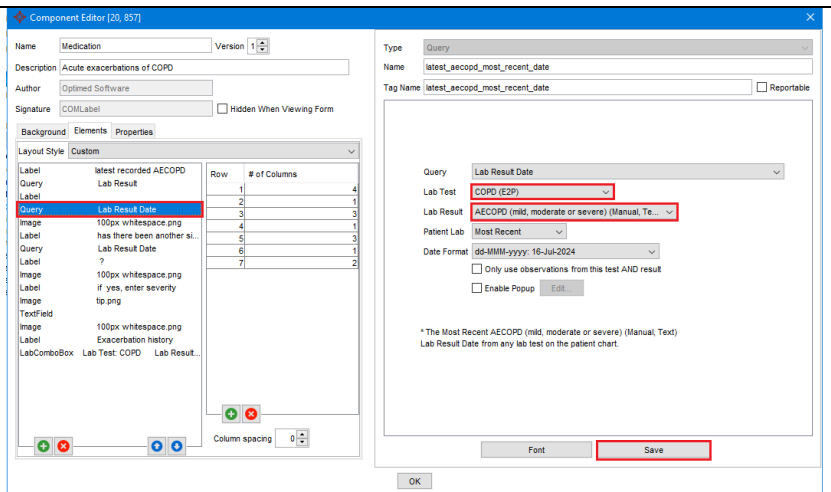 Component Editor [20, 857]
Name Medication Version 1
Description Acute exacerbations of COPD
Author Optimed Software
Signature COMLabel Hidden When Viewing Form
Background Elements Properties
Layout Style Custom
Label latest recorded AECOPD
Query Lab Result
Label
Query Lab Result Date
Image 100px whitespace.png
Label has there been another si...
Query Lab Result Date
Label ?
Image 100px whitespace.png
Label if yes, enter severity
Image tip.png
TextField
Image 100px whitespace.png
Label Exacerbation history
LabComboBox Lab Test: COPD Lab Result...
Row # of Columns
1 4
2 1
3 3
4 1
5 3
6 1
7 2
Column spacing 0
Type Query
Name latest_aecopd_most_recent_date
Tag Name latest_aecopd_most_recent_date Reportable
Query Lab Result Date
Lab Test COPD (E2P)
Lab Result AECOPD (mild, moderate or severe) (Manual, Te...
Patient Lab Most Recent
Date Format dd-MMM-yyyy: 16-Jul-2024
Only use observations from this test AND result
Enable Popup Edit...
* The Most Recent AECOPD (mild, moderate or severe) (Manual, Text)
Lab Result Date from any lab test on the patient chart.
Font Save
OK